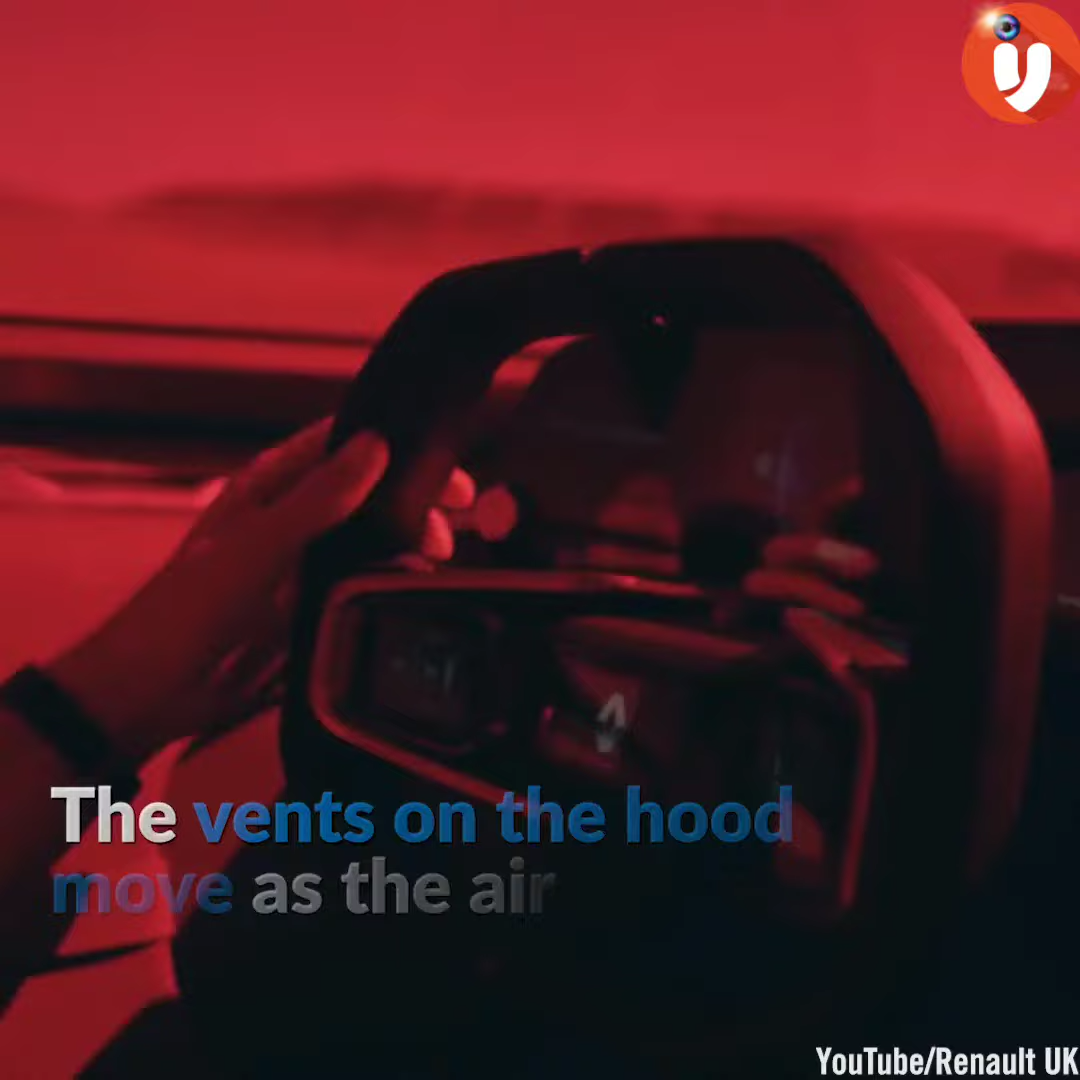 The vents on the hood
move as the air
YouTube/Renault UK